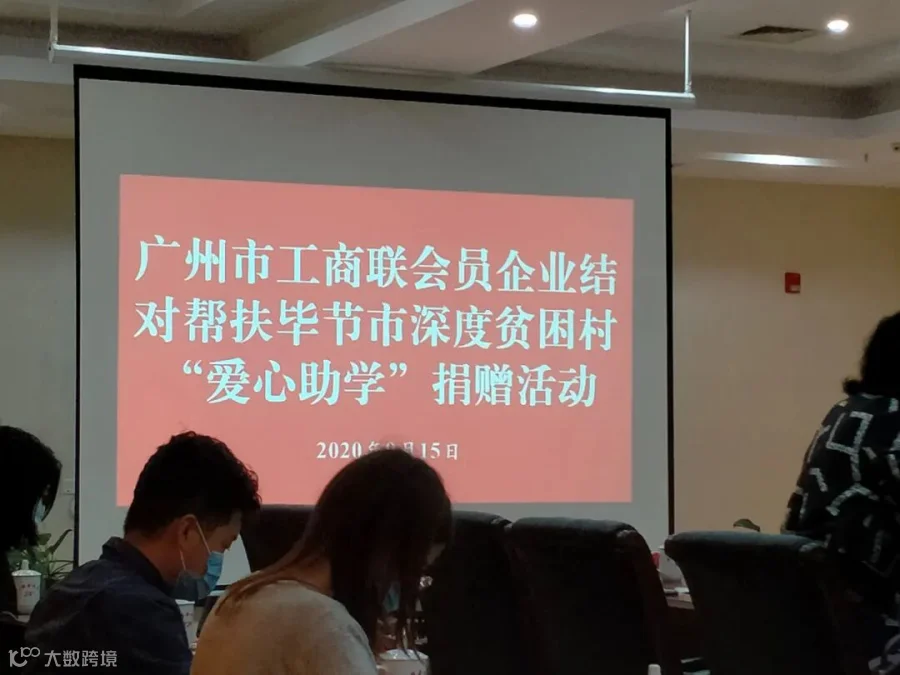 广州市工商联会员企业结
对帮扶毕节市深度贫困村
“爱心助学”捐赠活动
2020年 月15日
大数跨境